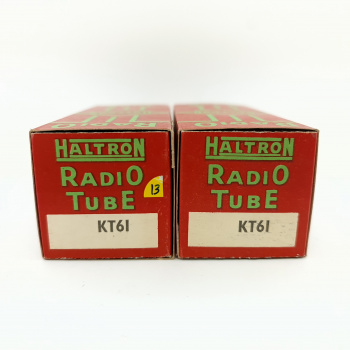 HALTRON
RADIO
TUBE
13
KT61
HALTRON
RADIO
TUBE
KT61